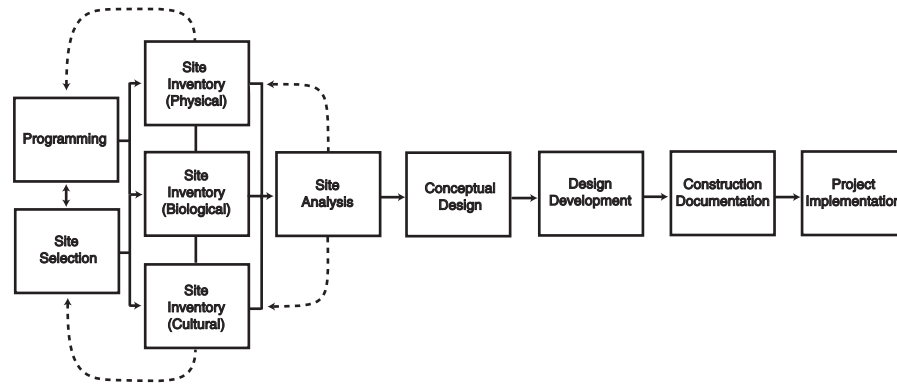 Programming
Site
Selection
Site
Inventory
(Physical)
Site
Inventory
(Biological)
Site
Inventory
(Cultural)
Site
Analysis
Conceptual
Design
Design
Development
Construction
Documentation
Project
Implementation